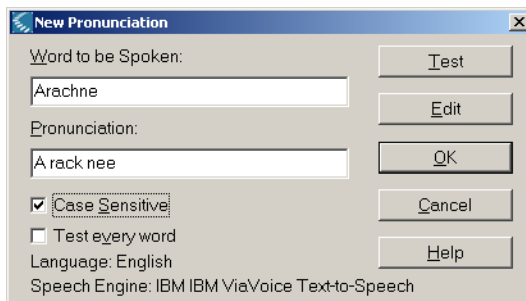 New Pronunciation
Word to be Spoken:
Arachne
Pronunciation:
A rack nee
Case Sensitive
Test every word
Language: English
Speech Engine: IBM IBM ViaVoice Text-to-Speech
Test
Edit
OK
Cancel
Help